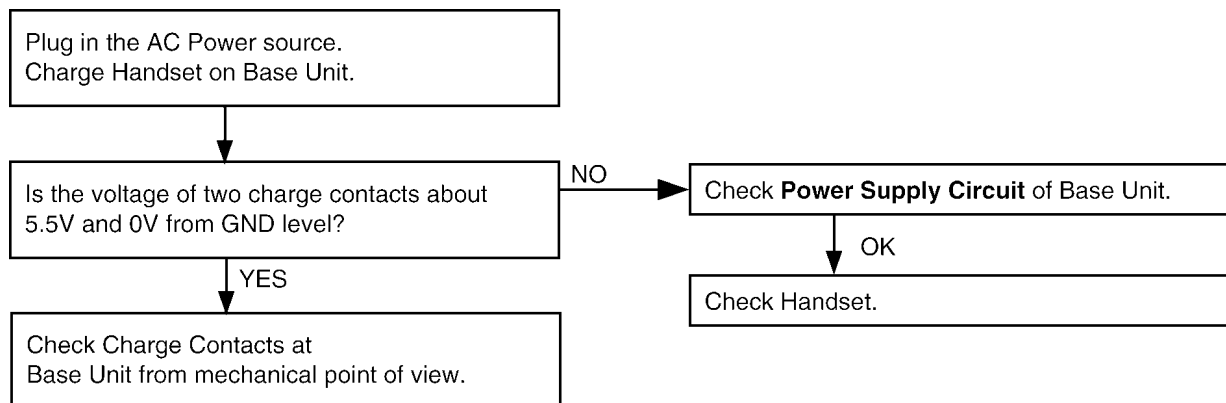 Plug in the AC Power source.
Charge Handset on Base Unit.
Is the voltage of two charge contacts about
5.5V and 0V from GND level?
NO
Check Power Supply Circuit of Base Unit.
OK
Check Handset.
YES
Check Charge Contacts at
Base Unit from mechanical point of view.